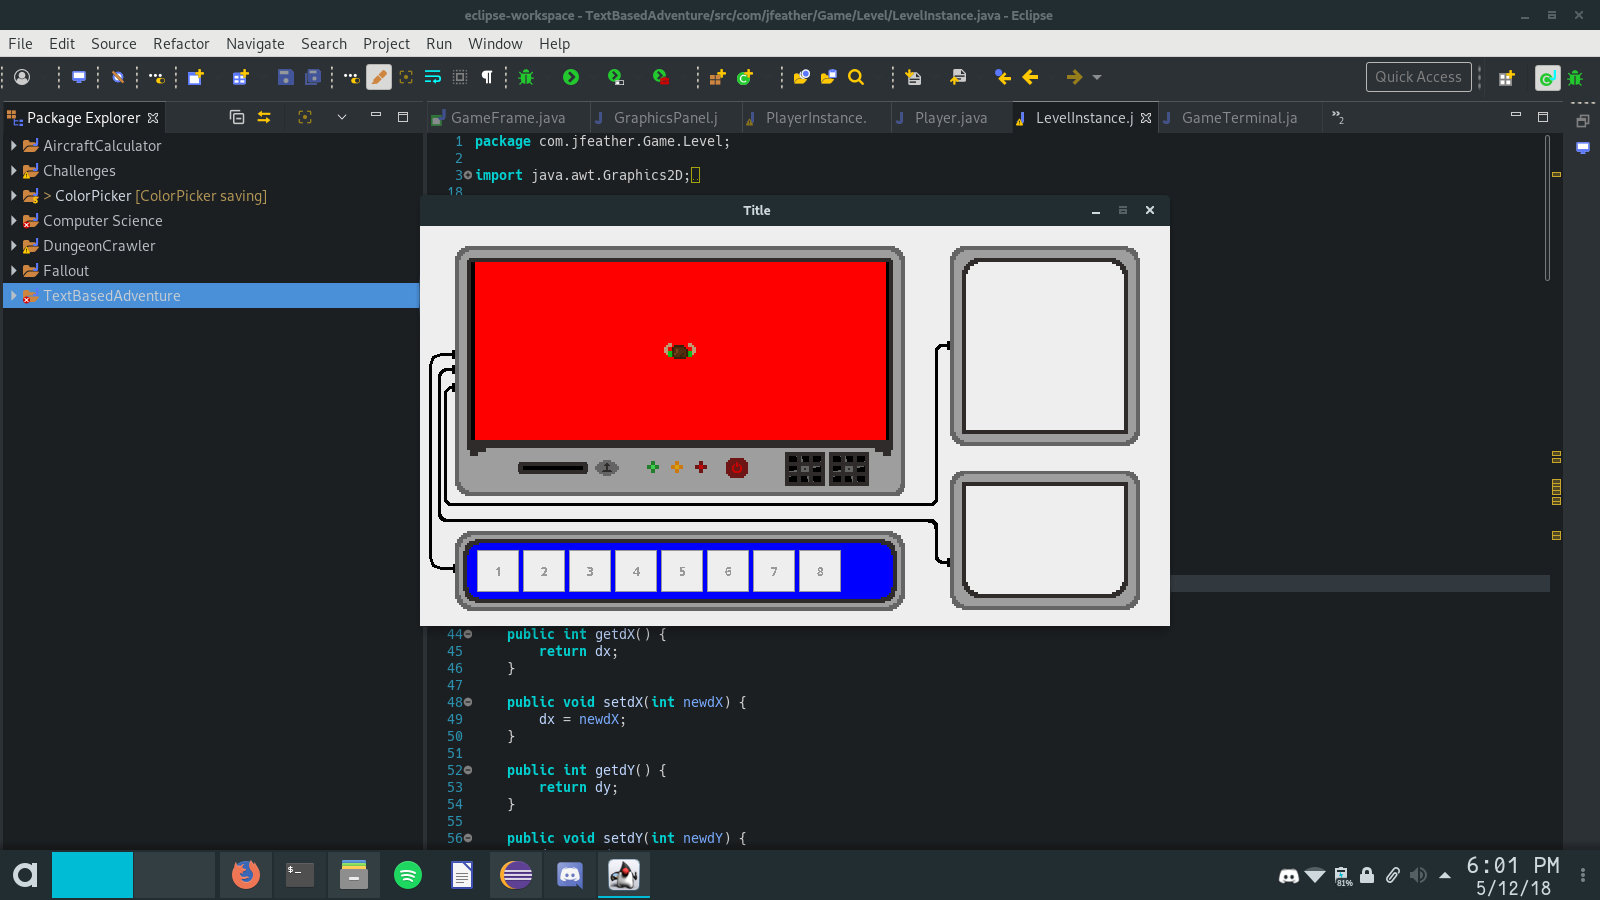 eclipse-workspace - TextBasedAdventure/src/com/jfeather/Game/Level/LevelInstance.java - Eclipse
File Edit Source Refactor Navigate Search Project Run Window Help
Quick Access
Package Explorer
GameFrame.java
GraphicsPanel.j
PlayerInstance.
Player.java
LevelInstance.j
GameTerminal.ja
»2
AircraftCalculator
Challenges
> ColorPicker [ColorPicker saving]
Computer Science
DungeonCrawler
Fallout
TextBasedAdventure
1 package com.jfeather.Game.Level;
2
3 import java.awt.Graphics2D;
18
Title
1 2 3 4 5 6 7 8
44 public int getdX() {
45 return dx;
46 }
47
48 public void setdX(int newdX) {
49 dx = newdX;
50 }
51
52 public int getdY() {
53 return dy;
54 }
55
56 public void setdY(int newdY) {
81%
6:01 PM
5/12/18